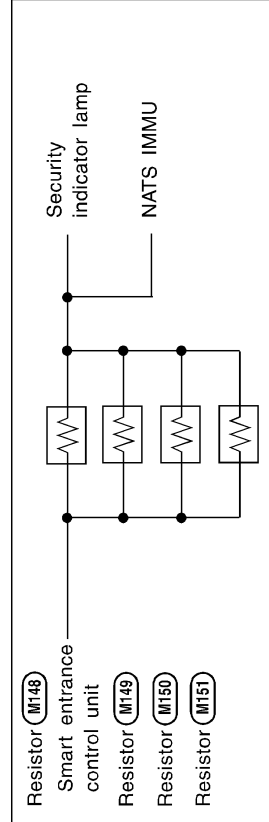 Resistor M148
Smart entrance
control unit
Resistor M149
Resistor M150
Resistor M151
Security
indicator lamp
NATS IMMU